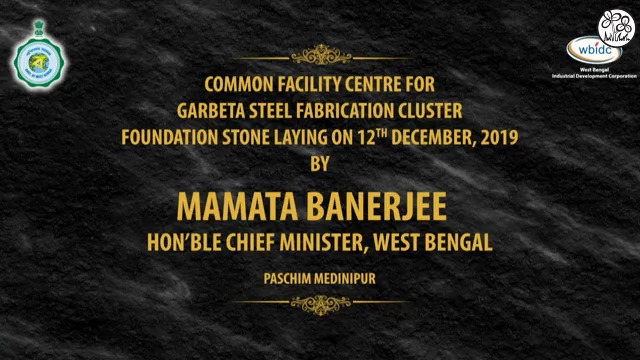 wbidc
West Bengal
Industrial Development Corporation
COMMON FACILITY CENTRE FOR
GARBETA STEEL FABRICATION CLUSTER
FOUNDATION STONE LAYING ON 12TH DECEMBER, 2019
BY
MAMATA BANERJEE
HON'BLE CHIEF MINISTER, WEST BENGAL
PASCHIM MEDINIPUR